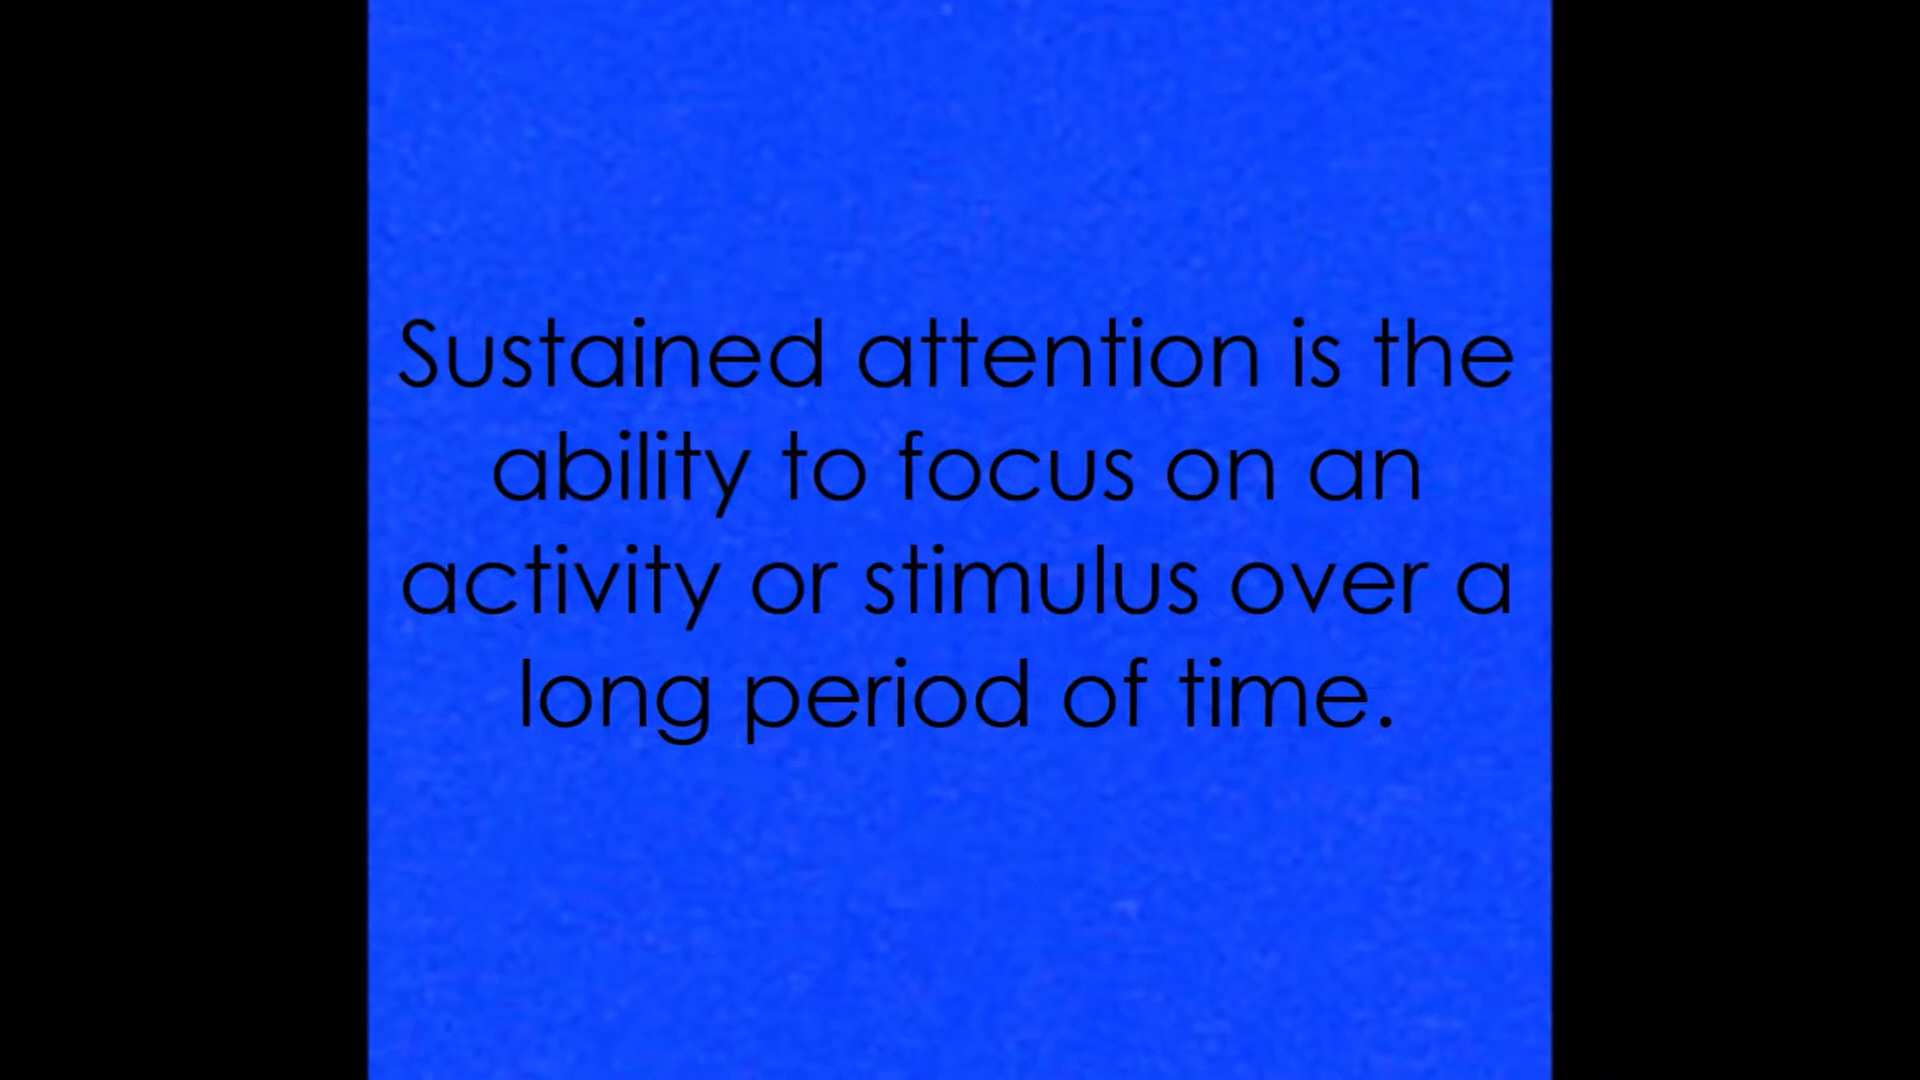 Sustained attention is the
ability to focus on an
activity or stimulus over a
long period of time.